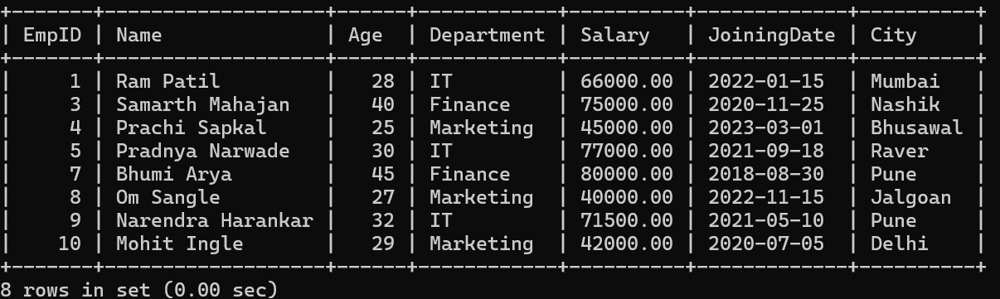 +-------+-------------------+------+------------+----------+-------------+----------+
| EmpID | Name              | Age  | Department | Salary   | JoiningDate | City     |
+-------+-------------------+------+------------+----------+-------------+----------+
|     1 | Ram Patil         |   28 | IT         | 66000.00 | 2022-01-15  | Mumbai   |
|     3 | Samarth Mahajan   |   40 | Finance    | 75000.00 | 2020-11-25  | Nashik   |
|     4 | Prachi Sapkal     |   25 | Marketing  | 45000.00 | 2023-03-01  | Bhusawal |
|     5 | Pradnya Narwade   |   30 | IT         | 77000.00 | 2021-09-18  | Raver    |
|     7 | Bhumi Arya        |   45 | Finance    | 80000.00 | 2018-08-30  | Pune     |
|     8 | Om Sangle         |   27 | Marketing  | 40000.00 | 2022-11-15  | Jalgoan  |
|     9 | Narendra Harankar |   32 | IT         | 71500.00 | 2021-05-10  | Pune     |
|    10 | Mohit Ingle       |   29 | Marketing  | 42000.00 | 2020-07-05  | Delhi    |
+-------+-------------------+------+------------+----------+-------------+----------+
8 rows in set (0.00 sec)